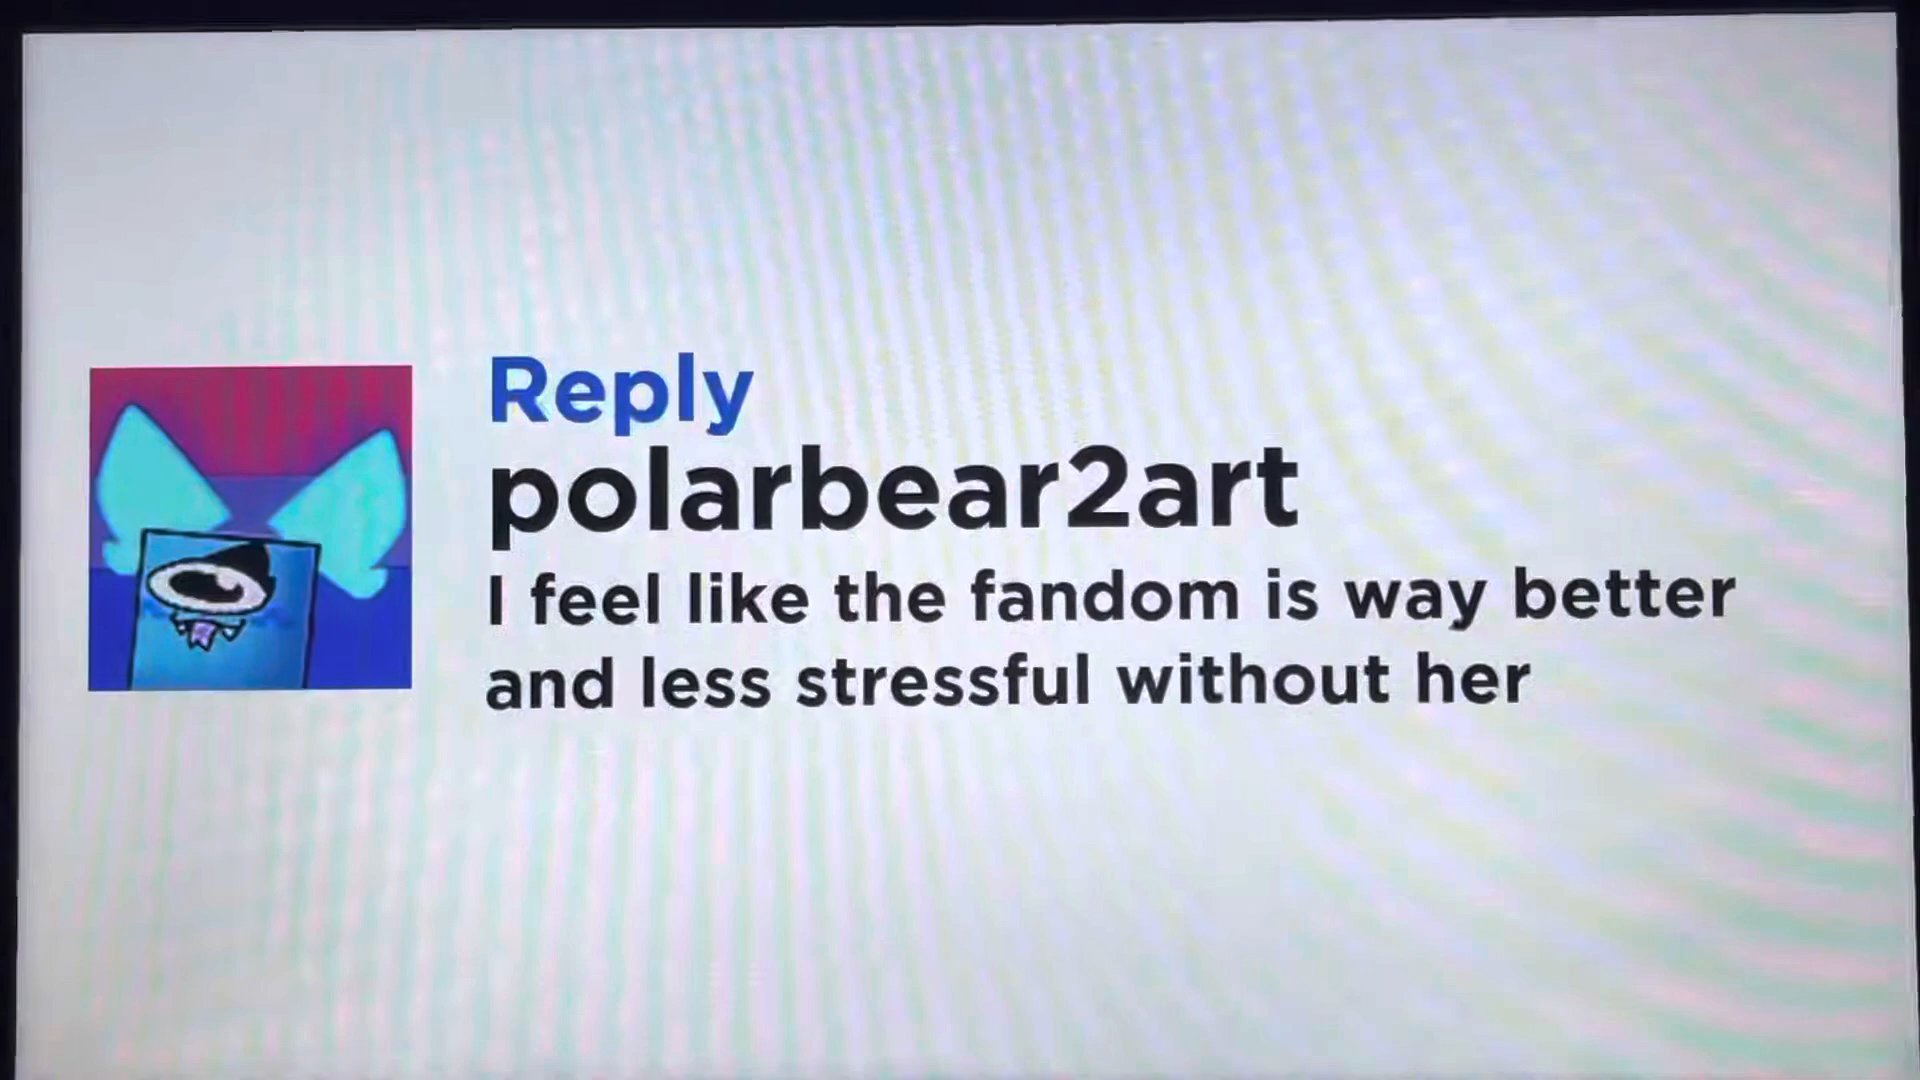 Reply
polarbear2art
I feel like the fandom is way better
and less stressful without her